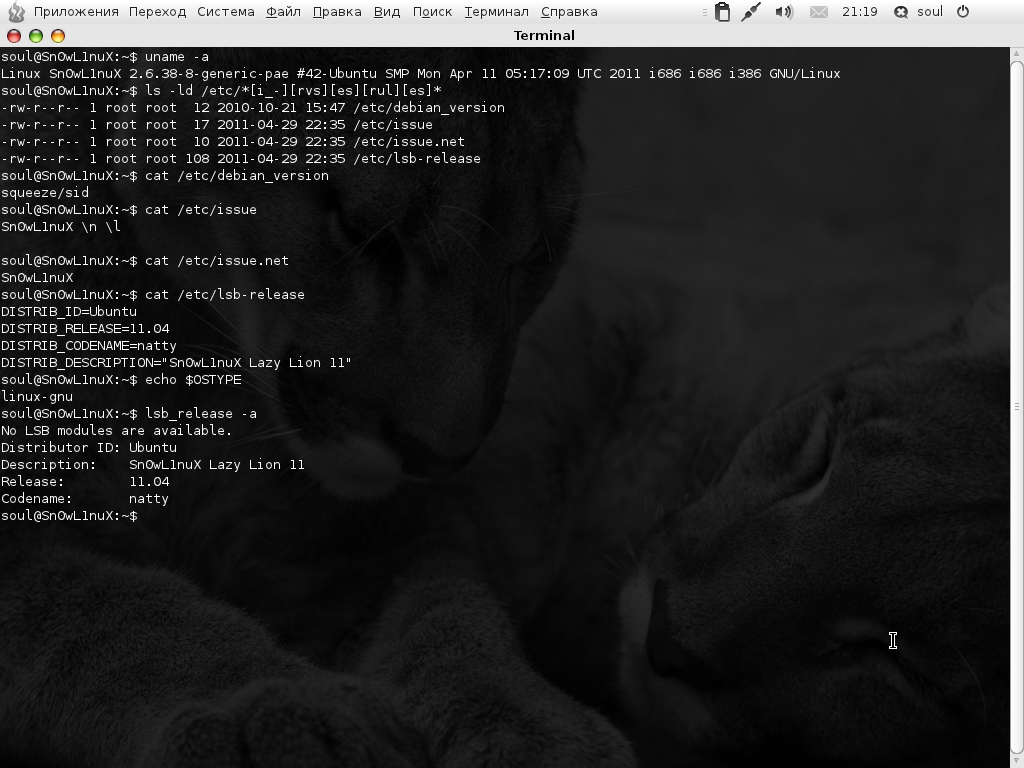 Приложения Переход Система Файл Правка Вид Поиск Терминал Справка 21:19 soul
Terminal
soul@SnOwL1nuX:~$ uname -a
Linux SnOwL1nuX 2.6.38-8-generic-pae #42-Ubuntu SMP Mon Apr 11 05:17:09 UTC 2011 i686 i686 i386 GNU/Linux
soul@SnOwL1nuX:~$ ls -ld /etc/*[i_-][rvs][es][rul][es]*
-rw-r--r-- 1 root root  12 2010-10-21 15:47 /etc/debian_version
-rw-r--r-- 1 root root  17 2011-04-29 22:35 /etc/issue
-rw-r--r-- 1 root root  10 2011-04-29 22:35 /etc/issue.net
-rw-r--r-- 1 root root 108 2011-04-29 22:35 /etc/lsb-release
soul@SnOwL1nuX:~$ cat /etc/debian_version
squeeze/sid
soul@SnOwL1nuX:~$ cat /etc/issue
SnOwL1nuX \n \l
soul@SnOwL1nuX:~$ cat /etc/issue.net
SnOwL1nuX
soul@SnOwL1nuX:~$ cat /etc/lsb-release
DISTRIB_ID=Ubuntu
DISTRIB_RELEASE=11.04
DISTRIB_CODENAME=natty
DISTRIB_DESCRIPTION="SnOwL1nuX Lazy Lion 11"
soul@SnOwL1nuX:~$ echo $OSTYPE
linux-gnu
soul@SnOwL1nuX:~$ lsb_release -a
No LSB modules are available.
Distributor ID: Ubuntu
Description:    SnOwL1nuX Lazy Lion 11
Release:        11.04
Codename:       natty
soul@SnOwL1nuX:~$